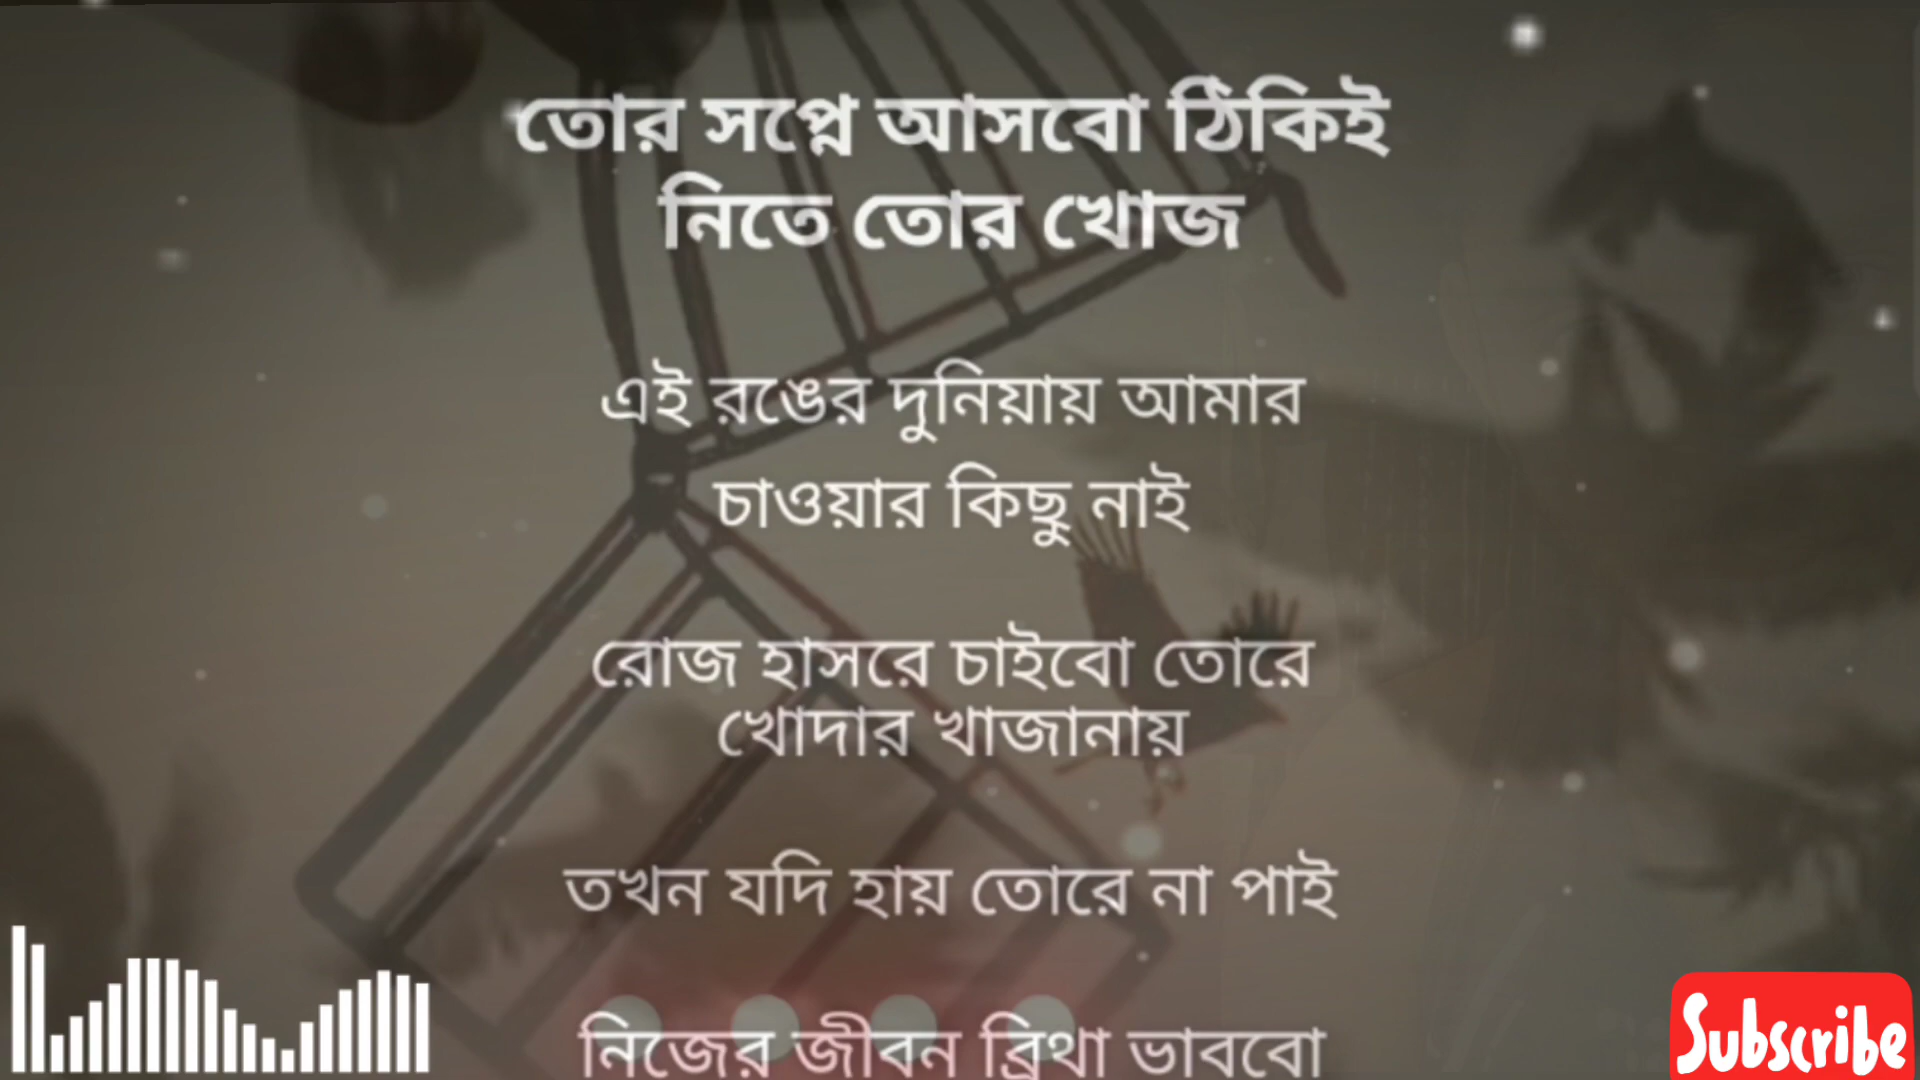 তোর সপ্নে আসবো ঠিকিই
নিতে তোর খোজ
এই রঙের দুনিয়ায় আমার
চাওয়ার কিছু নাই
রোজ হাসরে চাইবো তোরে
খোদার খাজানায়
তখন যদি হায় তোরে না পাই
নিজের জীবন ব্রিথা ভাববো
Subscribe